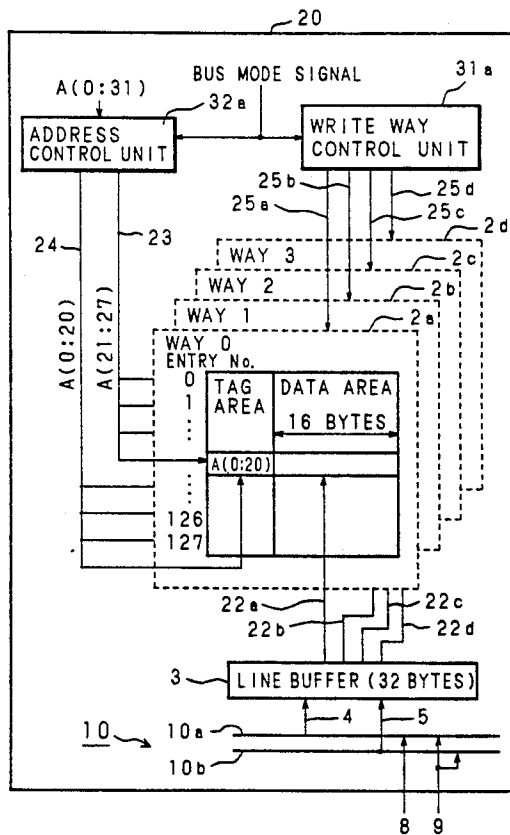 20
BUS MODE SIGNAL
A(0:31)
32a
31a
ADDRESS CONTROL UNIT
WRITE WAY CONTROL UNIT
25b
25d
25a
25c
2d
24
23
WAY 3
2c
WAY 2
2b
WAY 1
2a
A(0:20)
A(21:27)
WAY 0
ENTRY No.
0
TAG AREA
DATA AREA
1
16 BYTES
A(0:20)
126
127
22a
22c
22b
22d
3
LINE BUFFER (32 BYTES)
10
10a
4
5
10b
8
9